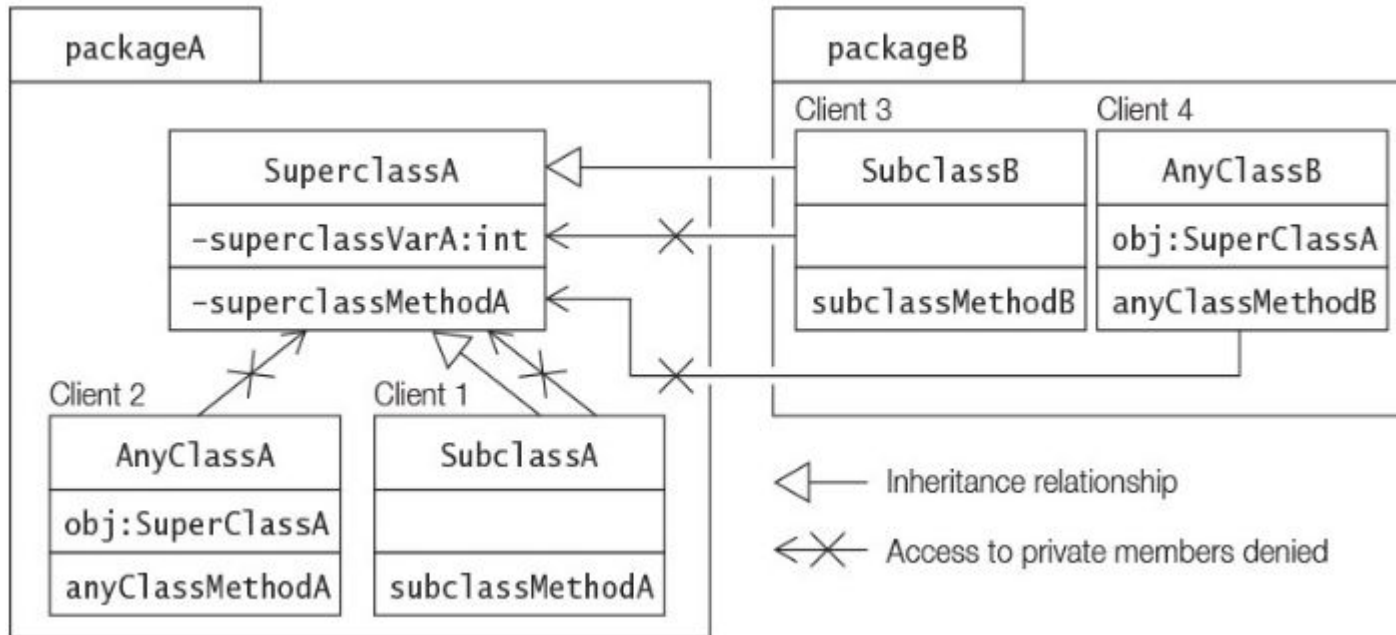 packageA
SuperclassA
-superclassVarA:int
-superclassMethodA
Client 2
AnyClassA
obj:SuperClassA
anyClassMethodA
Client 1
SubclassA
subclassMethodA
packageB
Client 3
SubclassB
subclassMethodB
Client 4
AnyClassB
obj:SuperClassA
anyClassMethodB
Inheritance relationship
Access to private members denied